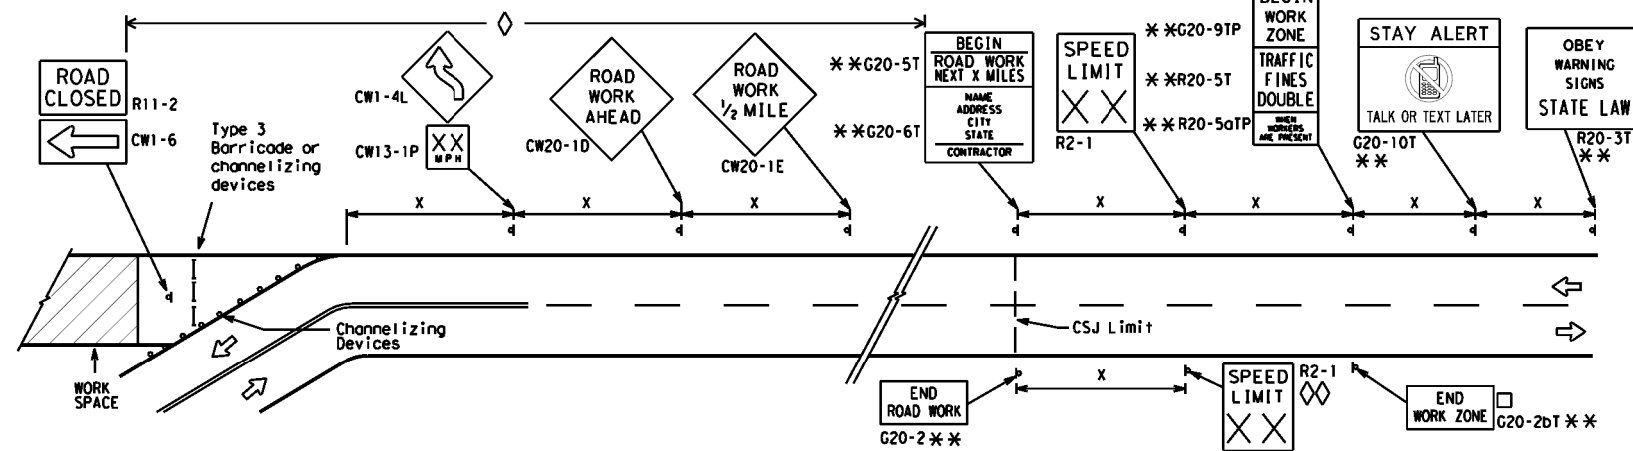 ROAD
CLOSED
R11-2
CW1-6
Type 3
Barricade or
channelizing
devices
CW1-4L
XX
MPH
CW13-1P
ROAD
WORK
AHEAD
CW20-1D
ROAD
WORK
1/2 MILE
CW20-1E
* *G20-5T
* *G20-6T
BEGIN
ROAD WORK
NEXT X MILES
NAME
ADDRESS
CITY
STATE
CONTRACTOR
SPEED
LIMIT
X X
R2-1
* *G20-9TP
* *R20-5T
* *R20-5aTP
BEGIN
WORK
ZONE
TRAFFIC
FINES
DOUBLE
WHEN
WORKERS
ARE PRESENT
STAY ALERT
TALK OR TEXT LATER
G20-10T
* *
OBEY
WARNING
SIGNS
STATE LAW
R20-3T
* *
X
X
X
X
X
X
X
Channelizing
Devices
CSJ Limit
WORK
SPACE
END
ROAD WORK
G20-2 * *
X
SPEED
LIMIT
X X
R2-1
END
WORK ZONE
G20-2bT * *